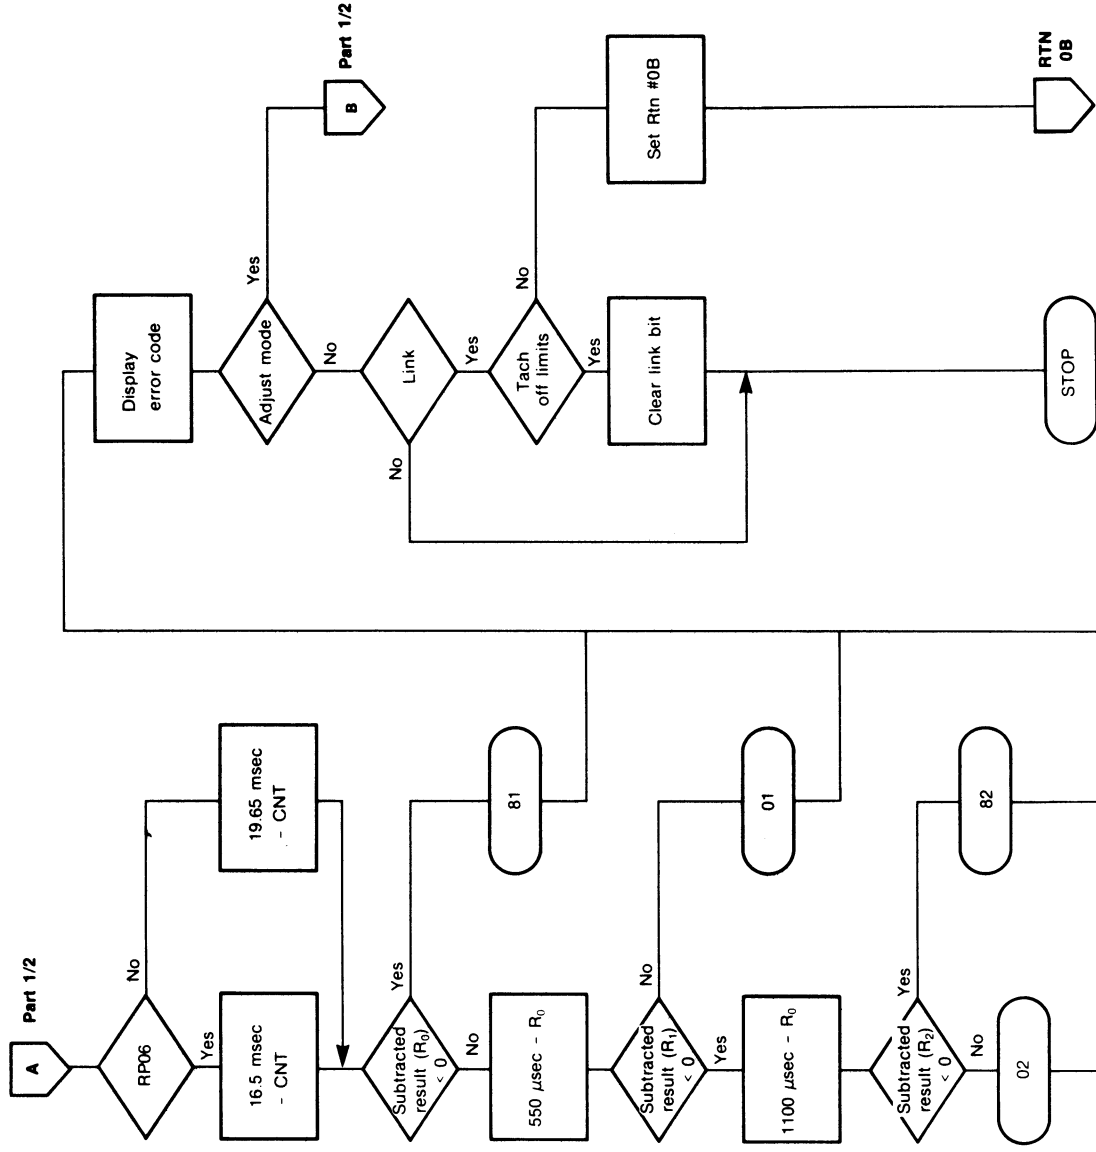 A
Part 1/2
RP06
No
Yes
16.5 msec
- CNT
19.65 msec
- CNT
Subtracted
result (R₀)
< 0
Yes
No
81
550 µsec - R₀
Subtracted
result (R₁)
< 0
No
Yes
01
1100 µsec - R₀
Subtracted
result (R₂)
< 0
Yes
No
82
02
Display
error code
Adjust mode
Yes
No
B
Part 1/2
Link
No
Yes
Tach
off limits
No
Yes
Set Rtn #0B
Clear link bit
RTN
0B
STOP